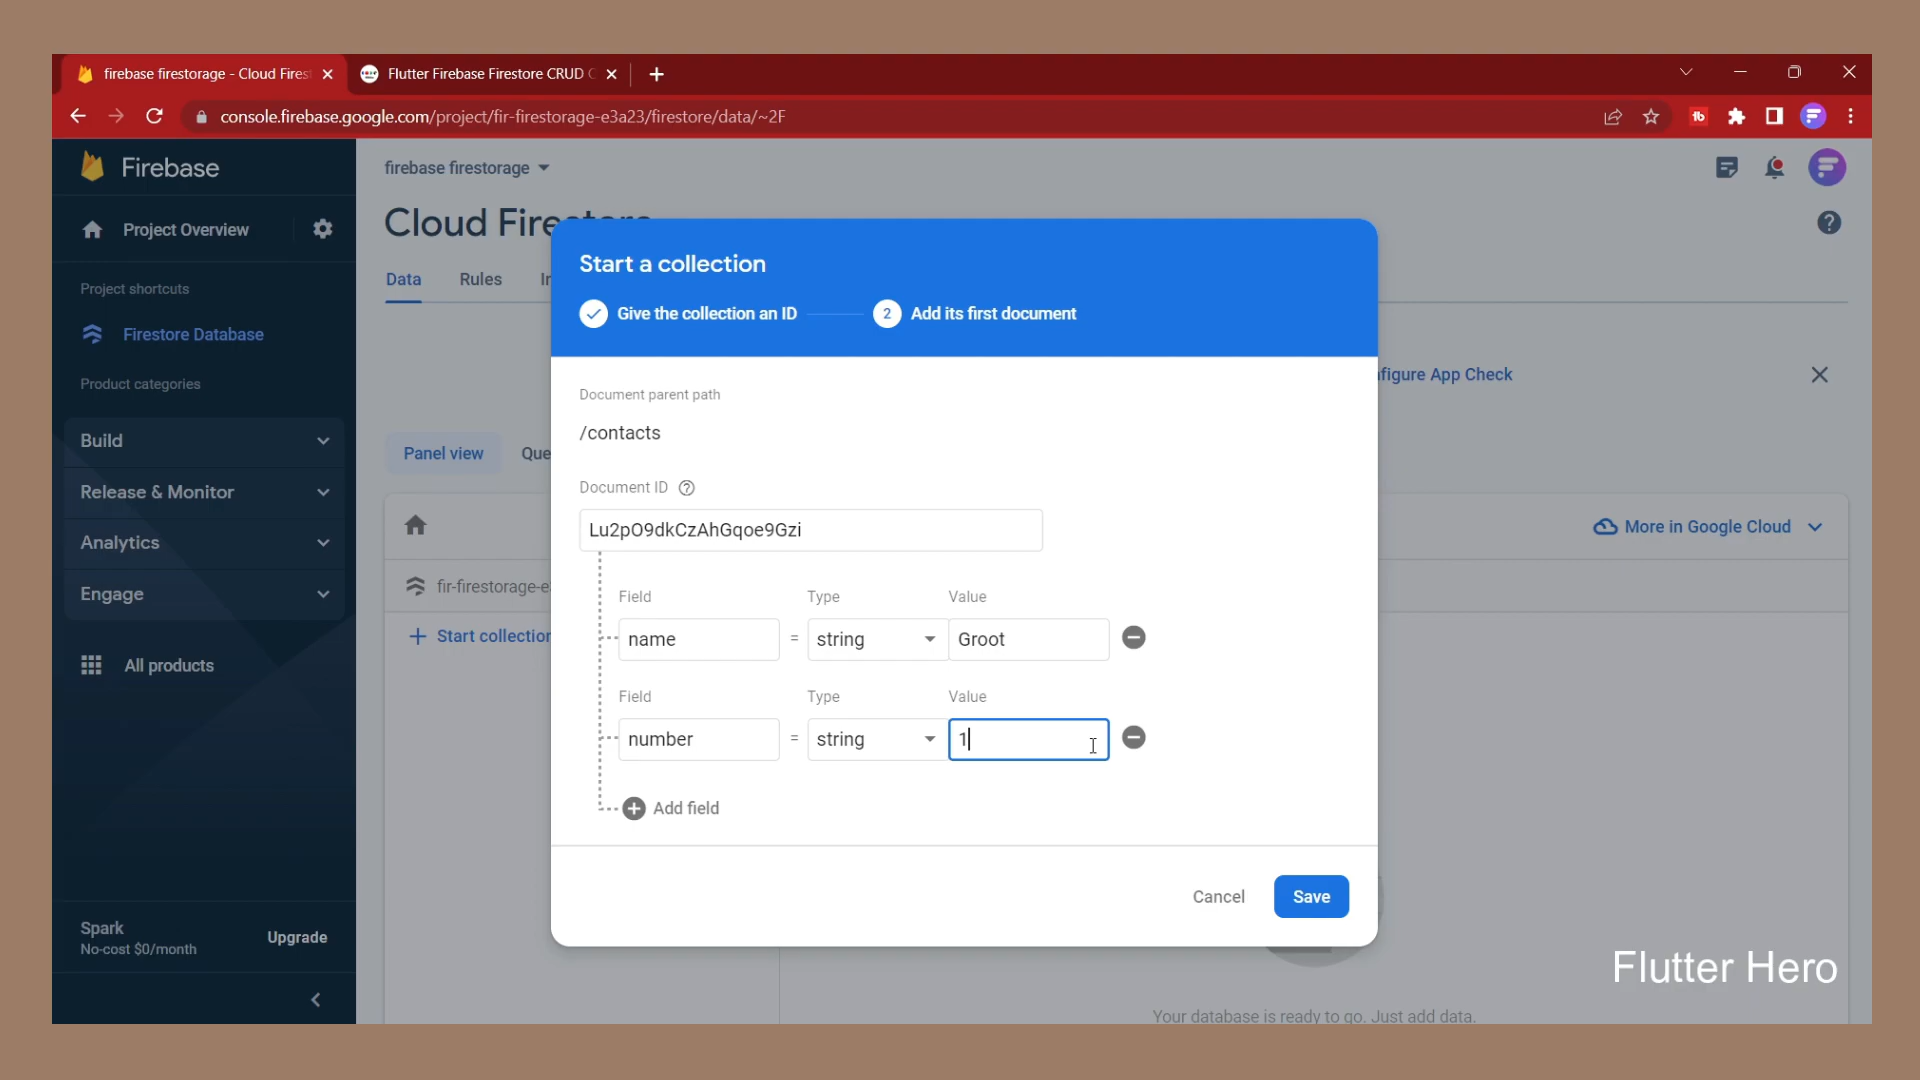 firebase firestorage - Cloud Fires
Flutter Firebase Firestore CRUD
console.firebase.google.com/project/fir-firestorage-e3a23/firestore/data/~2F
Firebase
firebase firestorage
Project Overview
Cloud Firestore
Project shortcuts
Data
Rules
In
Firestore Database
Product categories
Build
Release & Monitor
Analytics
Engage
All products
Spark
No-cost $0/month
Upgrade
figure App Check
Panel view
Que
More in Google Cloud
fir-firestorage-e
Start collection
Start a collection
Give the collection an ID
2
Add its first document
Document parent path
/contacts
Document ID
Lu2pO9dkCzAhGqoe9Gzi
Field Type Value
name = string Groot
Field Type Value
number = string 1
Add field
Cancel
Save
Flutter Hero
Your database is ready to go. Just add data.